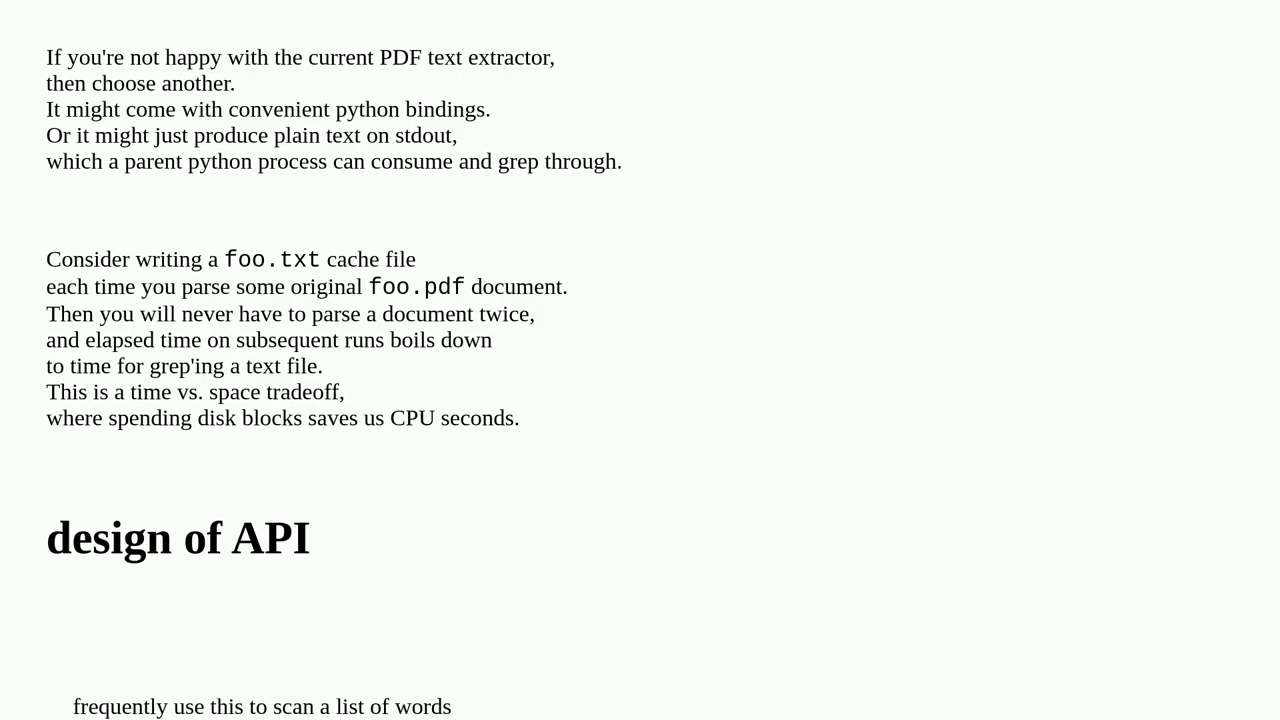 If you're not happy with the current PDF text extractor,
then choose another.
It might come with convenient python bindings.
Or it might just produce plain text on stdout,
which a parent python process can consume and grep through.
Consider writing a foo.txt cache file
each time you parse some original foo.pdf document.
Then you will never have to parse a document twice,
and elapsed time on subsequent runs boils down
to time for grep'ing a text file.
This is a time vs. space tradeoff,
where spending disk blocks saves us CPU seconds.
design of API
frequently use this to scan a list of words